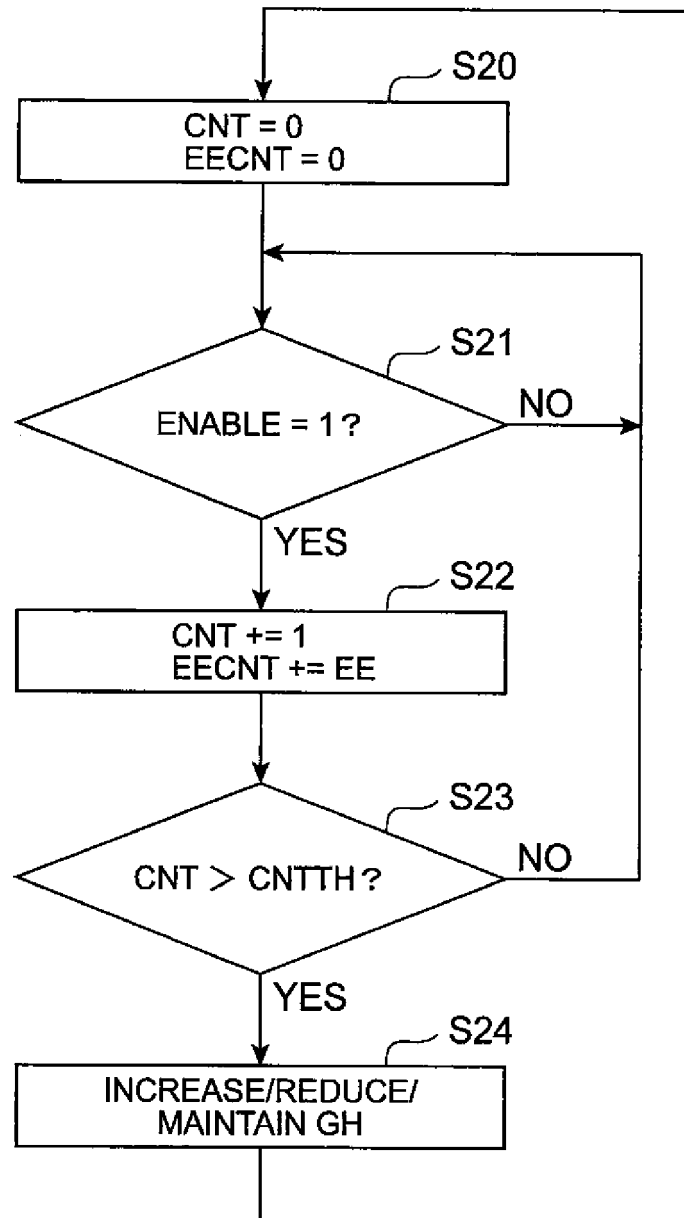 S20
CNT = 0
EECNT = 0
S21
ENABLE = 1 ?
NO
YES
S22
CNT += 1
EECNT += EE
S23
CNT > CNTTH ?
NO
YES
S24
INCREASE/REDUCE/
MAINTAIN GH